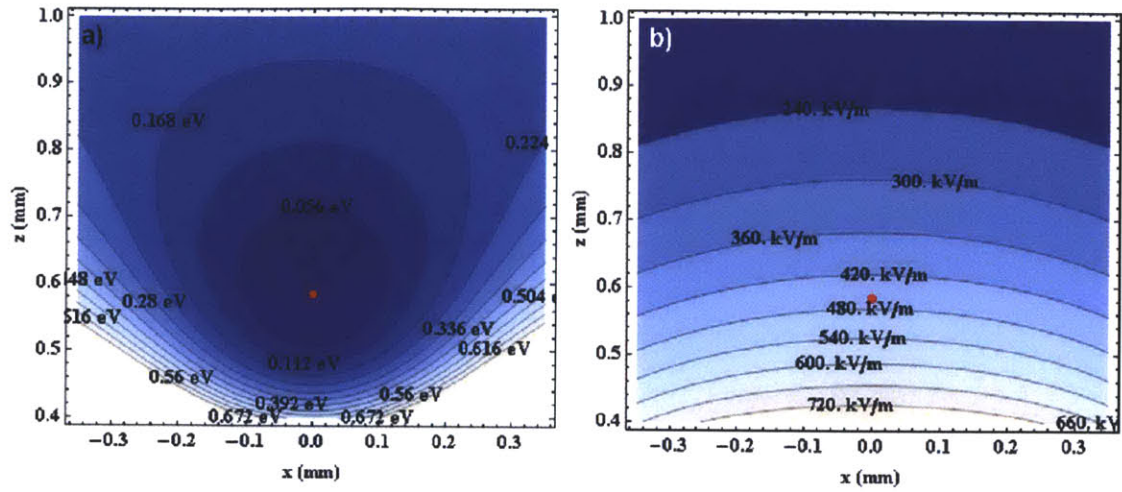 a)
1.0
0.9
0.168 eV
0.8
0.224
z (mm)
0.7
0.056 eV
0.6
48 eV
0.28 eV
0.504 e
516 eV
0.336 eV
0.5
0.112 eV
0.616 eV
0.56 eV
0.392 eV
0.56 eV
0.4
0.672 eV
0.672 eV
−0.3 −0.2 −0.1 0.0 0.1 0.2 0.3
x (mm)
b)
1.0
0.9
240. kV/m
0.8
300. kV/m
z (mm)
0.7
360. kV/m
420. kV/m
0.6
480. kV/m
540. kV/m
0.5
600. kV/m
720. kV/m
0.4
660. kV
−0.3 −0.2 −0.1 0.0 0.1 0.2 0.3
x (mm)